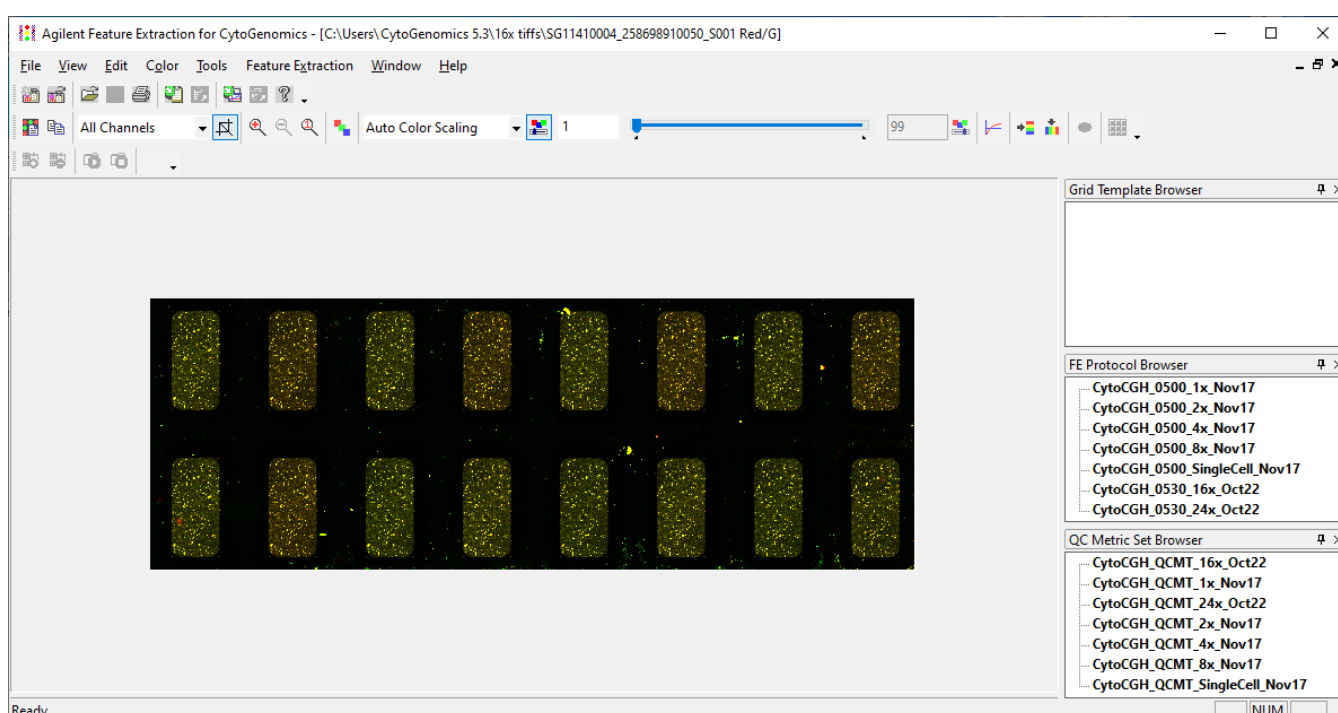 Agilent Feature Extraction for CytoGenomics - [C:\Users\CytoGenomics 5.3\16x tiffs\SG11410004_258698910050_S001 Red/G]
File View Edit Color Tools Feature Extraction Window Help
All Channels Auto Color Scaling 1 99
Grid Template Browser
FE Protocol Browser
CytoCGH_0500_1x_Nov17
CytoCGH_0500_2x_Nov17
CytoCGH_0500_4x_Nov17
CytoCGH_0500_8x_Nov17
CytoCGH_0500_SingleCell_Nov17
CytoCGH_0530_16x_Oct22
CytoCGH_0530_24x_Oct22
QC Metric Set Browser
CytoCGH_QCMT_16x_Oct22
CytoCGH_QCMT_1x_Nov17
CytoCGH_QCMT_24x_Oct22
CytoCGH_QCMT_2x_Nov17
CytoCGH_QCMT_4x_Nov17
CytoCGH_QCMT_8x_Nov17
CytoCGH_QCMT_SingleCell_Nov17
Ready NUM